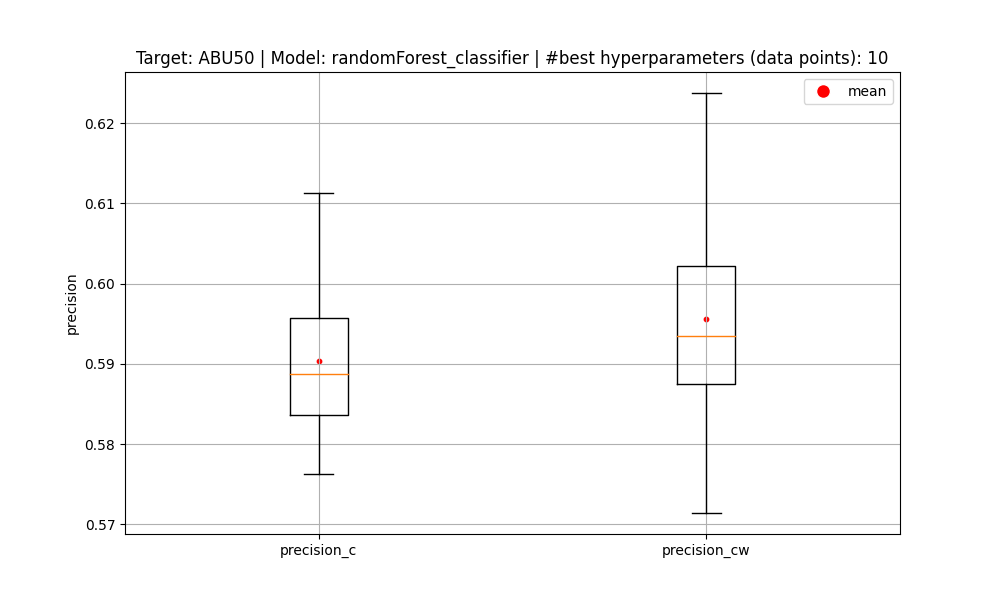 Target: ABU50 | Model: randomForest_classifier | #best hyperparameters (data points): 10
mean
0.62
0.61
0.60
0.59
0.58
0.57
precision
precision_c
precision_cw